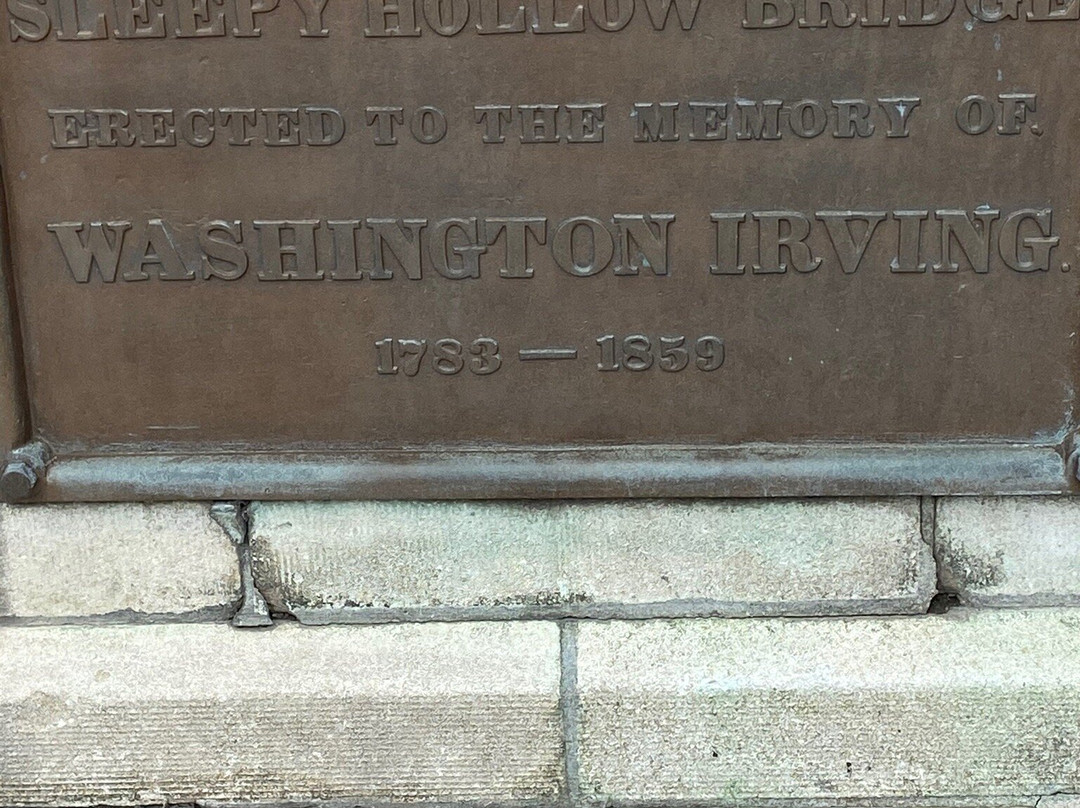 SLEEPY HOLLOW BRIDGE
ERECTED TO THE MEMORY OF.
WASHINGTON IRVING.
1783 — 1859